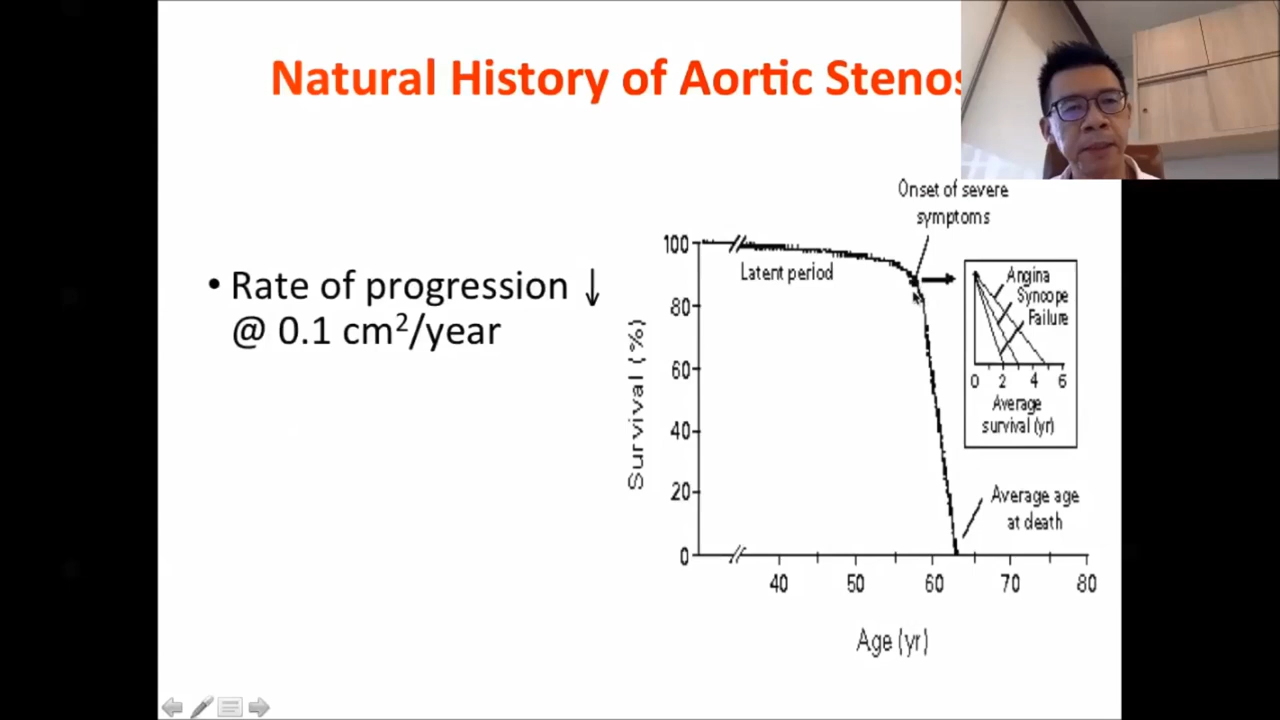 Natural History of Aortic Stenos
• Rate of progression ↓
@ 0.1 cm²/year
Onset of severe
symptoms
100
80
60
40
20
0
Survival (%)
Latent period
Angina
Syncope
Failure
0 2 4 6
Average
survival (yr)
Average age
at death
40 50 60 70 80
Age (yr)